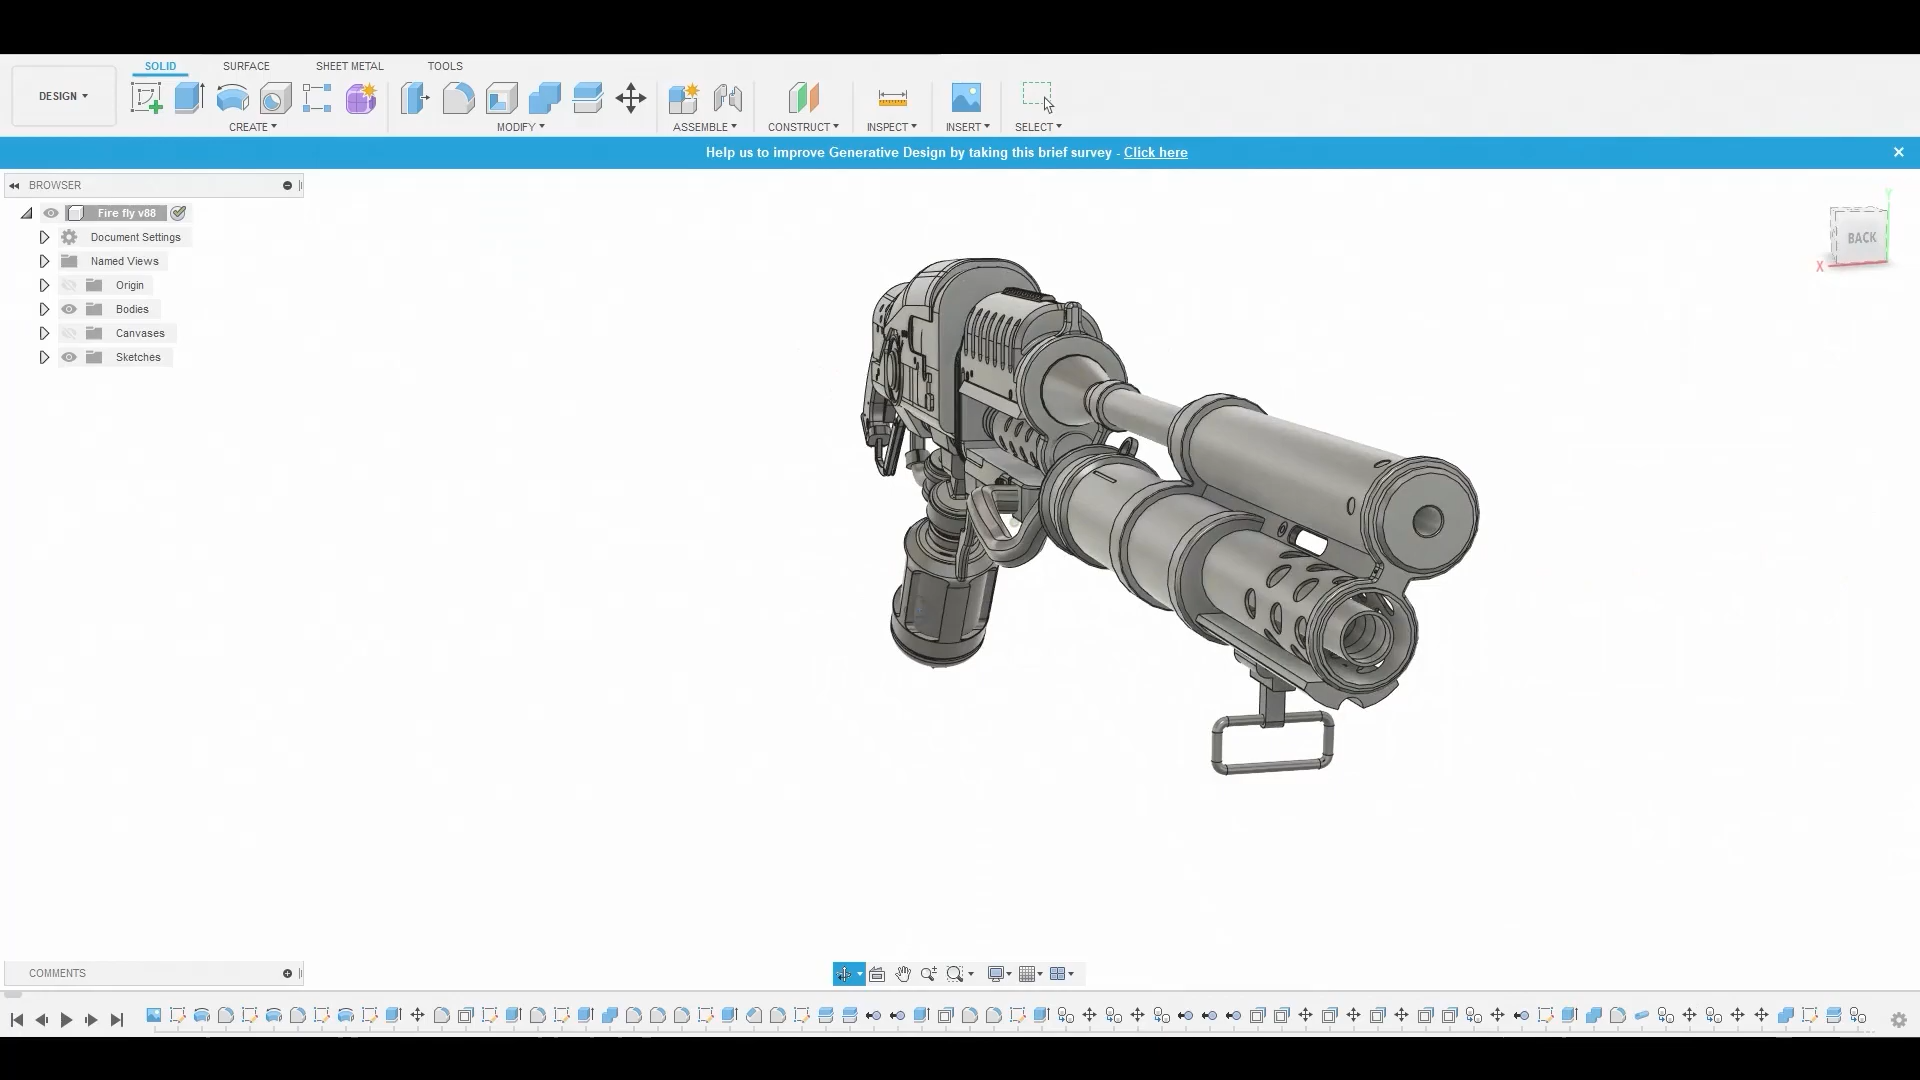 SOLID SURFACE SHEET METAL TOOLS
DESIGN
CREATE MODIFY ASSEMBLE CONSTRUCT INSPECT INSERT SELECT
Help us to improve Generative Design by taking this brief survey - Click here
BROWSER
Fire fly v88
Document Settings
Named Views
Origin
Bodies
Canvases
Sketches
Y
BACK
X
COMMENTS